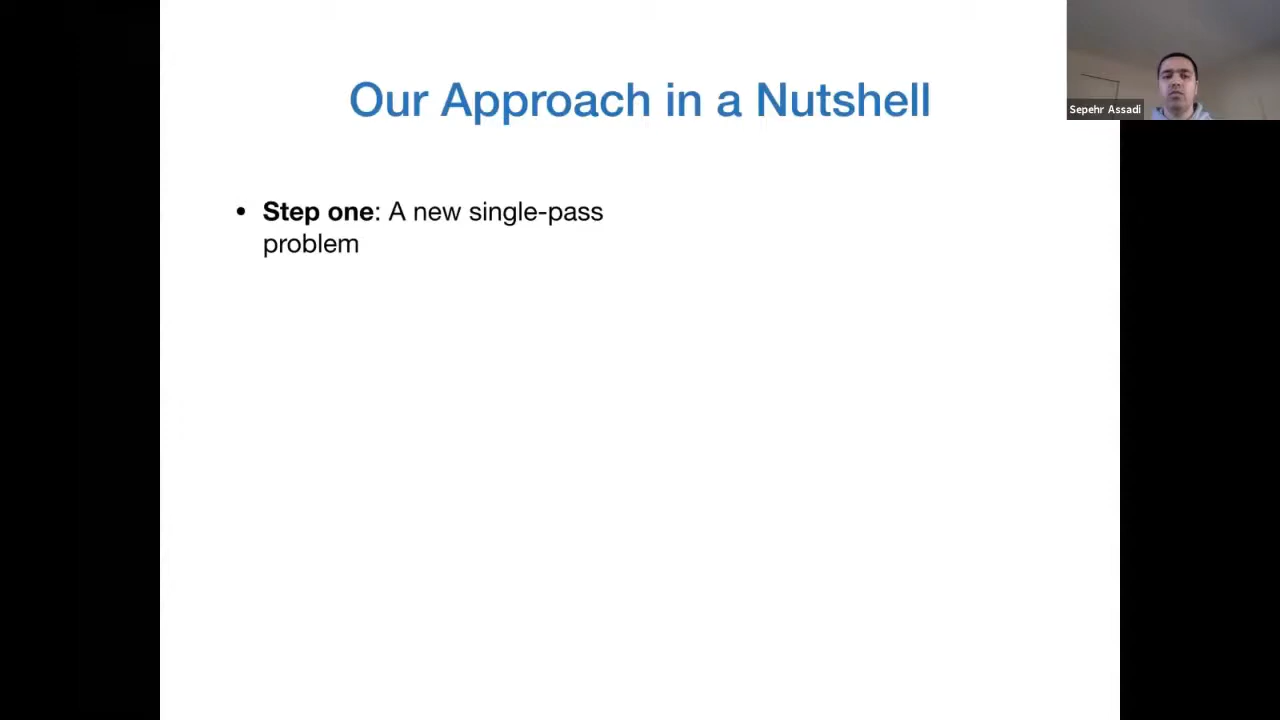 Our Approach in a Nutshell
Sepehr Assadi
• Step one: A new single-pass
problem